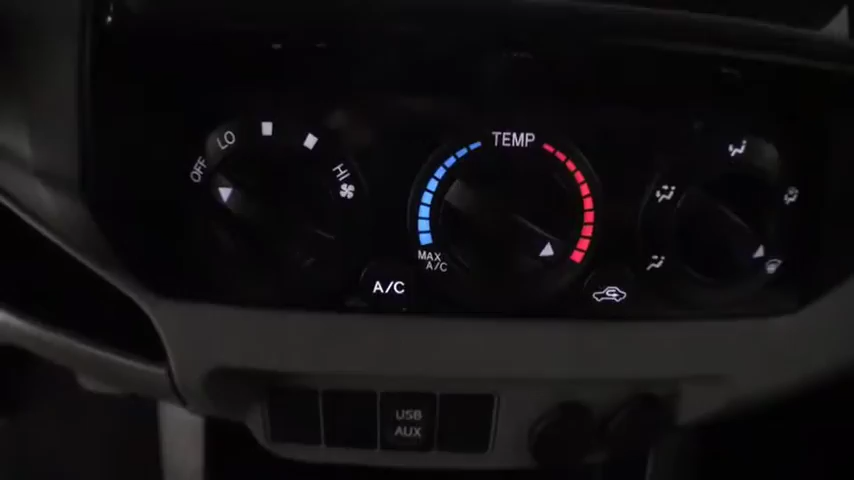 OFF
LO
HI
TEMP
MAX
A/C
A/C
USB
AUX